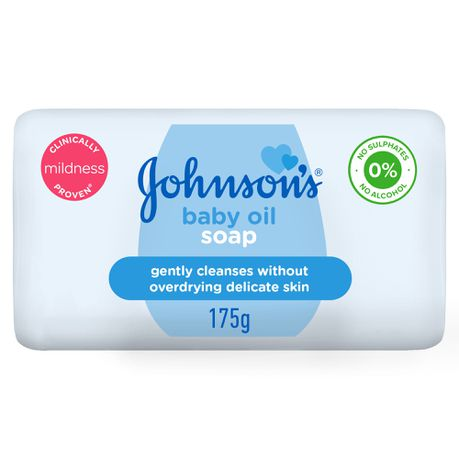 CLINICALLY
mildness
PROVEN®
Johnson's®
baby oil
soap
gently cleanses without
overdrying delicate skin
175g
NO SULPHATES
0%
NO ALCOHOL